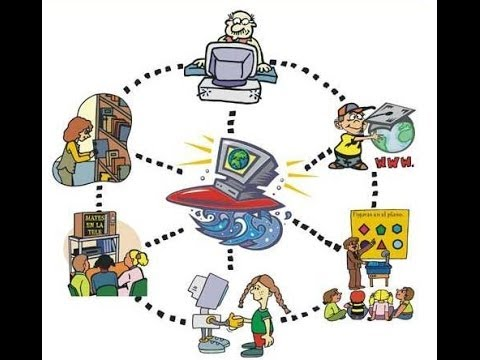 WWW.
MATES
EN LA
TELE
Figuras en el plano.